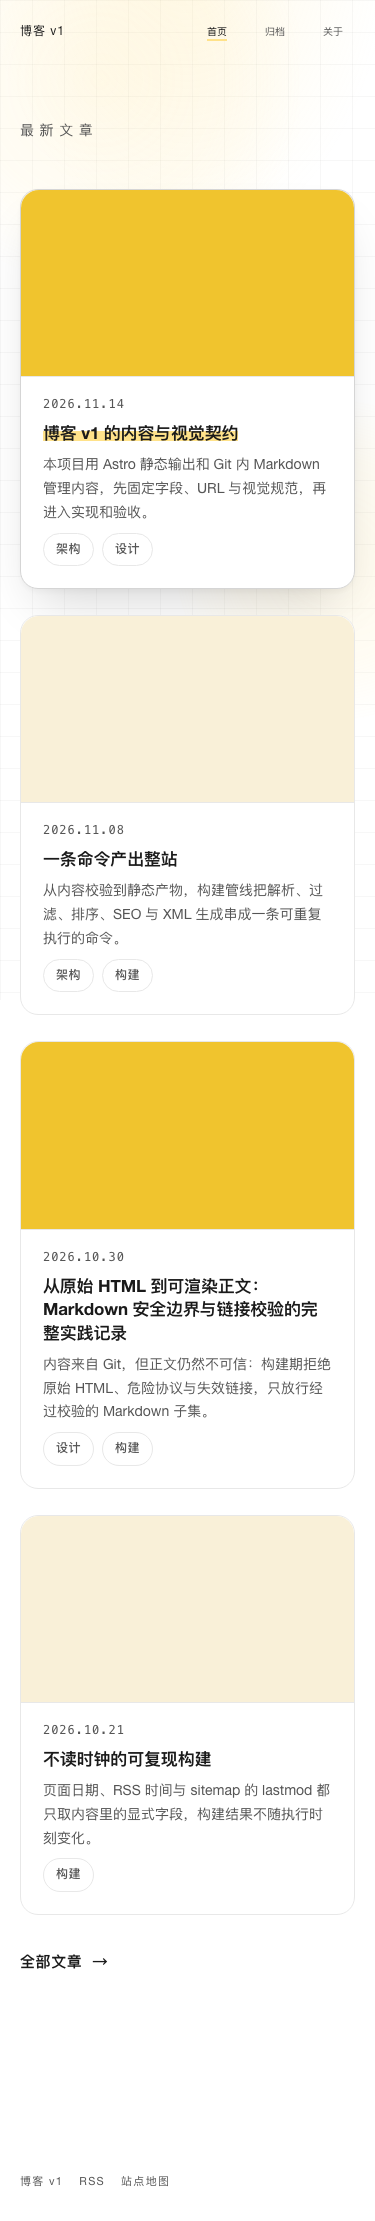 博客 v1
首页 归档 关于
最新文章
2026.11.14
博客 v1 的内容与视觉契约
本项目用 Astro 静态输出和 Git 内 Markdown
管理内容，先固定字段、URL 与视觉规范，再
进入实现和验收。
架构 设计
2026.11.08
一条命令产出整站
从内容校验到静态产物，构建管线把解析、过
滤、排序、SEO 与 XML 生成串成一条可重复
执行的命令。
架构 构建
2026.10.30
从原始 HTML 到可渲染正文：
Markdown 安全边界与链接校验的完
整实践记录
内容来自 Git，但正文仍然不可信：构建期拒绝
原始 HTML、危险协议与失效链接，只放行经
过校验的 Markdown 子集。
设计 构建
2026.10.21
不读时钟的可复现构建
页面日期、RSS 时间与 sitemap 的 lastmod 都
只取内容里的显式字段，构建结果不随执行时
刻变化。
构建
全部文章 →
博客 v1 RSS 站点地图